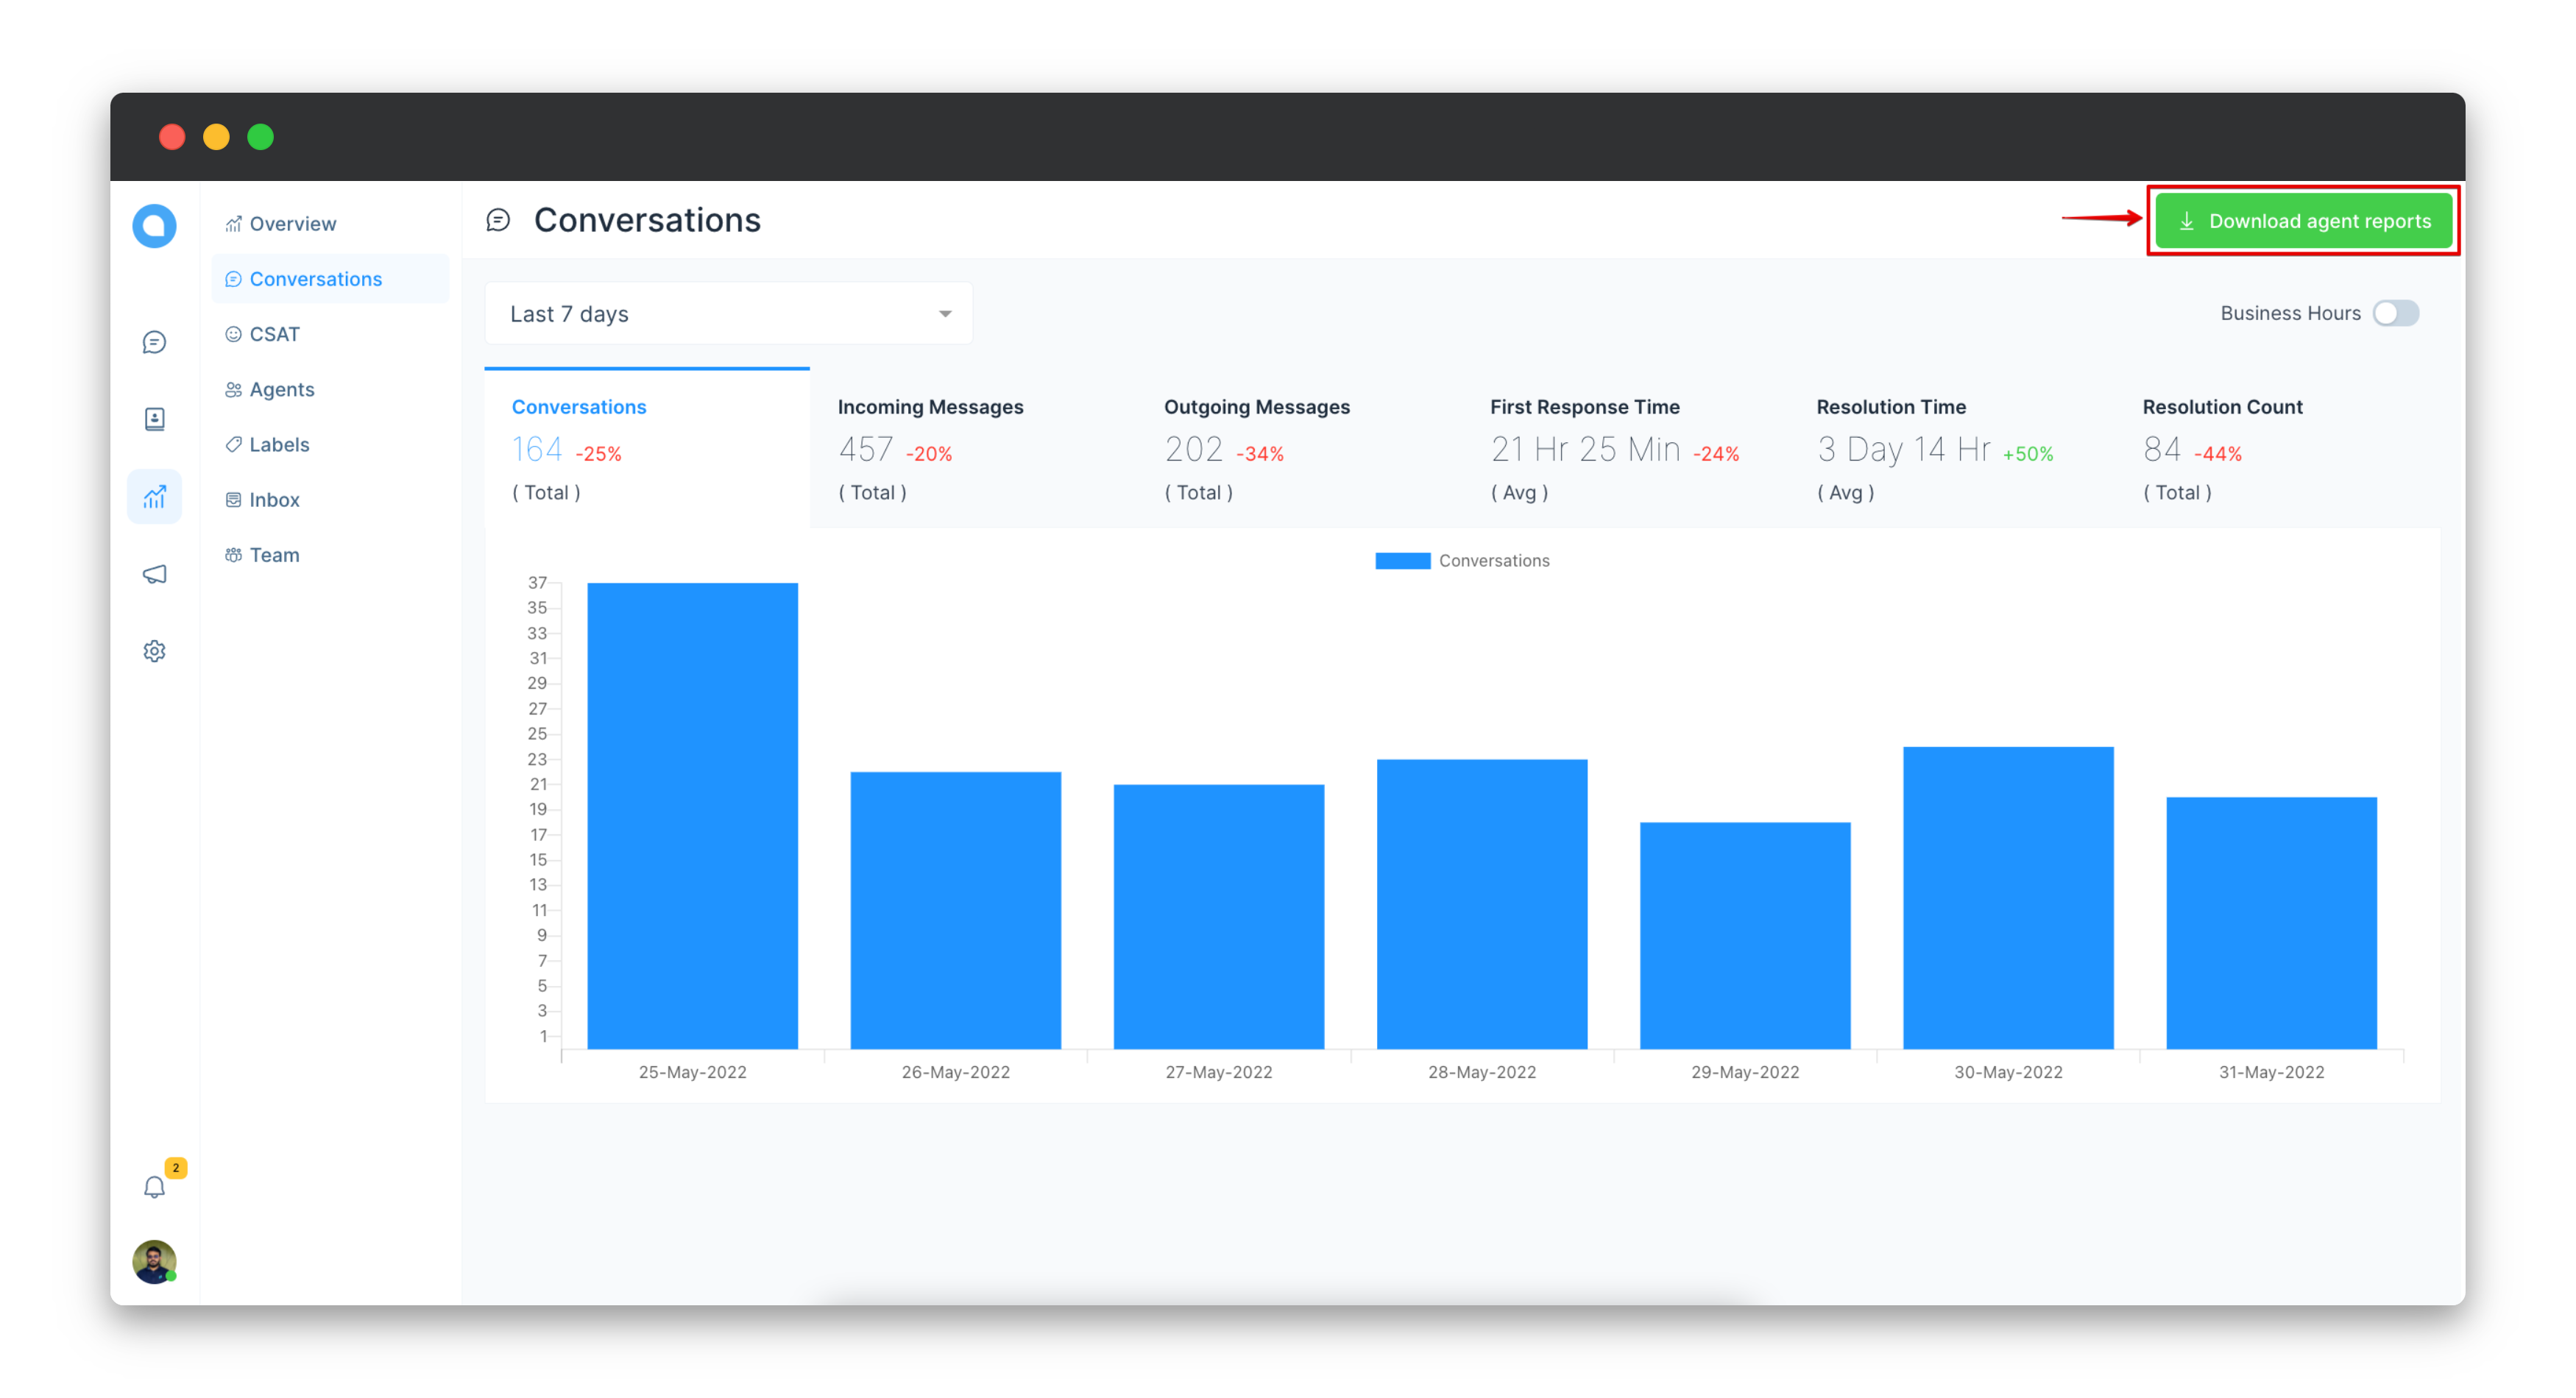 Overview
Conversations
CSAT
Agents
Labels
Inbox
Team
2
Conversations
Download agent reports
Last 7 days
Business Hours
Conversations
164 -25%
( Total )
Incoming Messages
457 -20%
( Total )
Outgoing Messages
202 -34%
( Total )
First Response Time
21 Hr 25 Min -24%
( Avg )
Resolution Time
3 Day 14 Hr +50%
( Avg )
Resolution Count
84 -44%
( Total )
Conversations
37
35
33
31
29
27
25
23
21
19
17
15
13
11
9
7
5
3
1
25-May-2022
26-May-2022
27-May-2022
28-May-2022
29-May-2022
30-May-2022
31-May-2022